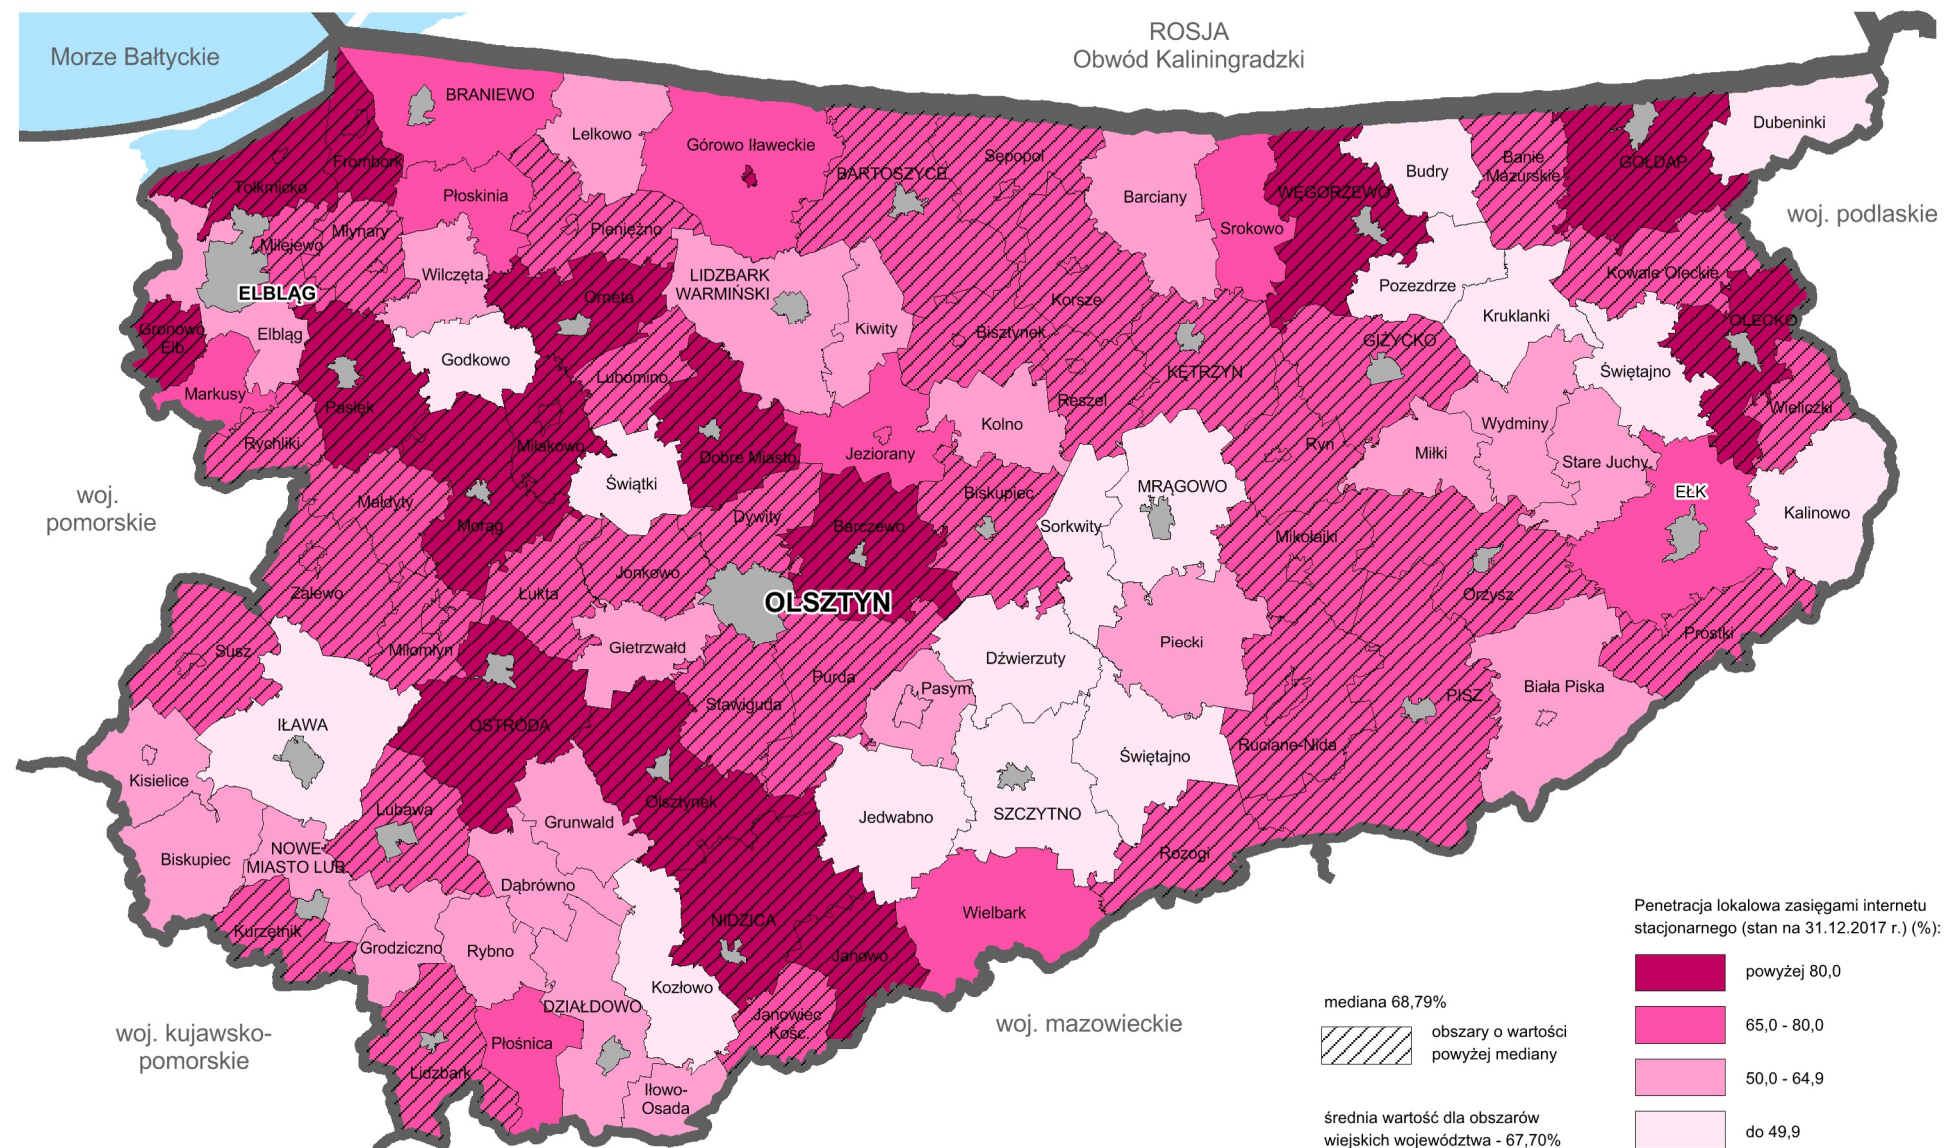 Morze Bałtyckie
ROSJA
Obwód Kaliningradzki
BRANIEWO
Lelkowo
Górowo Iławeckie
Dubeninki
Frombork
Tolkmicko
Płoskinia
BARTOSZYCE
Sępopol
Barciany
Budry
Banie
Mazurskie
GOŁDAP
WĘGORZEWO
woj. podlaskie
Milejewo
Młynary
Pieniężno
Srokowo
Wilczęta
LIDZBARK
WARMIŃSKI
Kowale Oleckie
ELBLĄG
Orneta
Korsze
Pozezdrze
Kruklanki
OLECKO
Gronowo
Elb.
Elbląg
Kiwity
Bisztynek
GIŻYCKO
Godkowo
Lubomino
KĘTRZYN
Świętajno
Markusy
Pasłęk
Reszel
Wieliczki
Rychliki
Miłakowo
Dobre Miasto
Jeziorany
Kolno
Ryn
Miłki
Wydminy
Stare Juchy
Świątki
MRĄGOWO
EŁK
woj.
pomorskie
Małdyty
Morąg
Dywity
Barczewo
Biskupiec
Sorkwity
Kalinowo
Mikołajki
Zalewo
Łukta
Jonkowo
OLSZTYN
Orzysz
Susz
Miłomłyn
Gietrzwałd
Piecki
Prostki
Dźwierzuty
Purda
Pasym
Biała Piska
PISZ
IŁAWA
OSTRÓDA
Stawiguda
Ruciane-Nida
Świętajno
Kisielice
Lubawa
Olsztynek
Grunwald
Jedwabno
SZCZYTNO
Biskupiec
NOWE-
MIASTO LUB.
Rozogi
Dąbrówno
Kurzętnik
NIDZICA
Wielbark
Grodziczno
Rybno
Janowo
Kozłowo
DZIAŁDOWO
Janowiec
Kośc.
woj. kujawsko-
pomorskie
Płośnica
woj. mazowieckie
Lidzbark
Iłowo-
Osada
Penetracja lokalowa zasięgami internetu
stacjonarnego (stan na 31.12.2017 r.) (%):
powyżej 80,0
65,0 - 80,0
50,0 - 64,9
do 49,9
mediana 68,79%
obszary o wartości
powyżej mediany
średnia wartość dla obszarów
wiejskich województwa - 67,70%